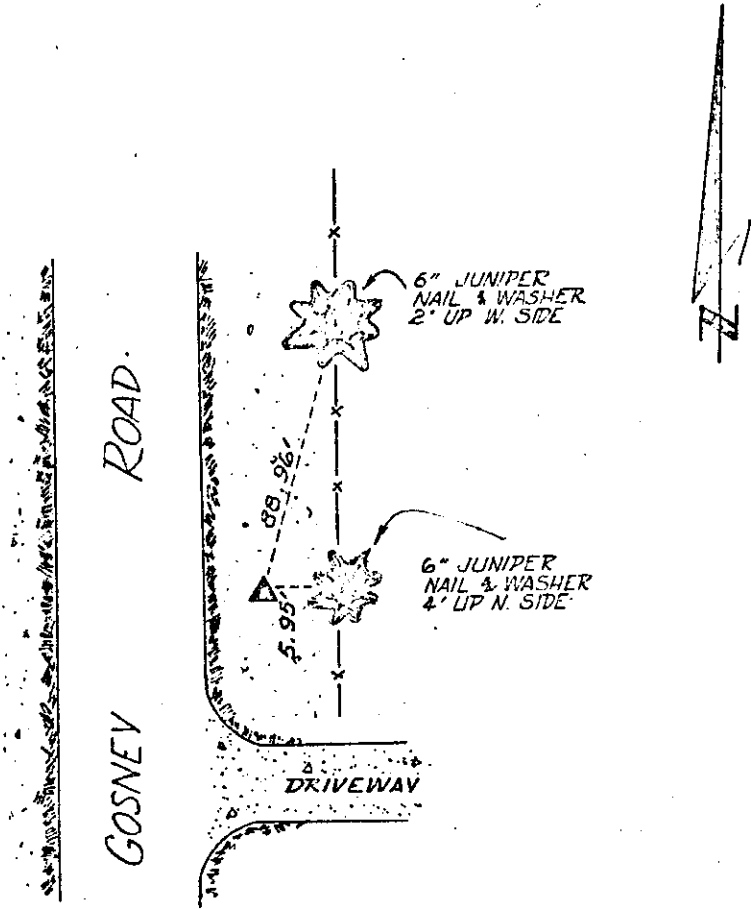 6" JUNIPER
NAIL & WASHER
2' UP W. SIDE
GOSNEY ROAD.
88.96'
6" JUNIPER
NAIL & WASHER
4' UP N. SIDE
5.95'
DRIVEWAY
N